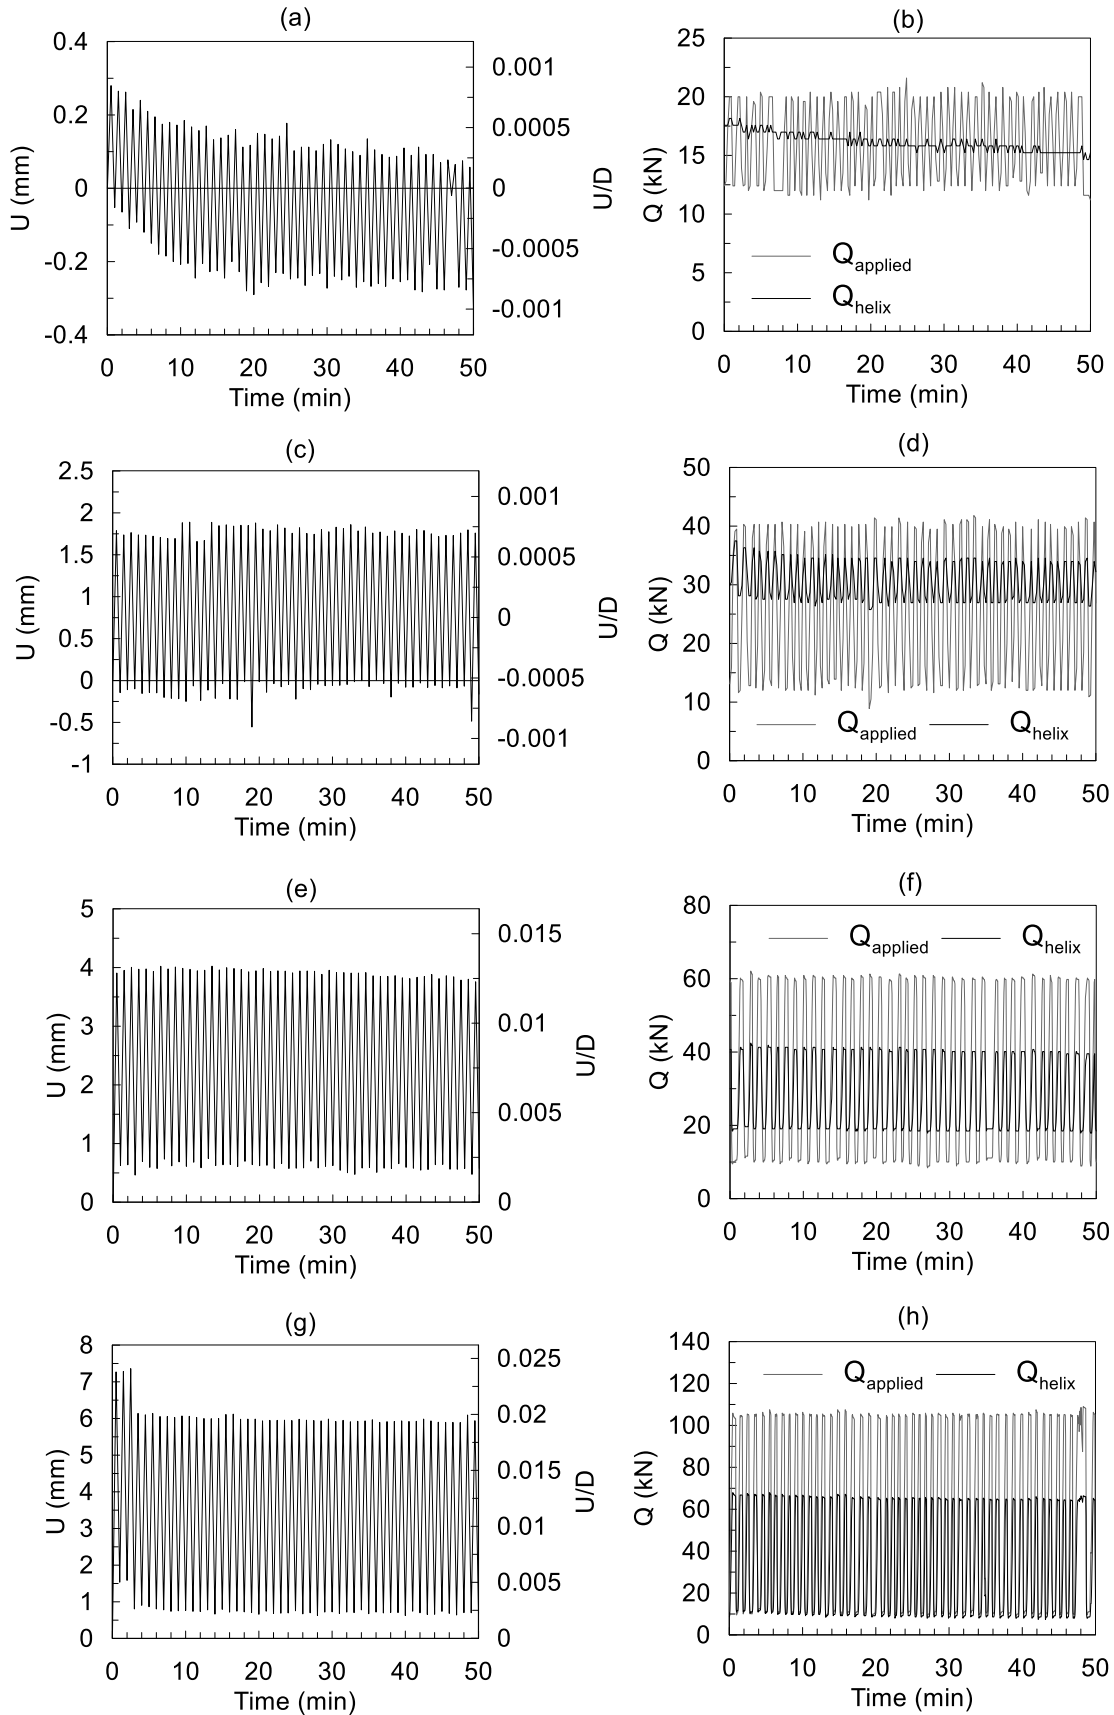 (a)
0.4
0.2
0
-0.2
-0.4
U (mm)
0.001
0.0005
0
-0.0005
-0.001
U/D
0 10 20 30 40 50
Time (min)
(b)
25
20
15
10
5
0
Q (kN)
Qapplied
Qhelix
0 10 20 30 40 50
Time (min)
(c)
2.5
2
1.5
1
0.5
0
-0.5
-1
U (mm)
0.001
0.0005
0
-0.0005
-0.001
U/D
0 10 20 30 40 50
Time (min)
(d)
50
40
30
20
10
0
Q (kN)
Qapplied Qhelix
0 10 20 30 40 50
Time (min)
(e)
5
4
3
2
1
0
U (mm)
0.015
0.01
0.005
0
U/D
0 10 20 30 40 50
Time (min)
(f)
80
60
40
20
0
Q (kN)
Qapplied Qhelix
0 10 20 30 40 50
Time (min)
(g)
8
7
6
5
4
3
2
1
0
U (mm)
0.025
0.02
0.015
0.01
0.005
0
U/D
0 10 20 30 40 50
Time (min)
(h)
140
120
100
80
60
40
20
0
Q (kN)
Qapplied Qhelix
0 10 20 30 40 50
Time (min)